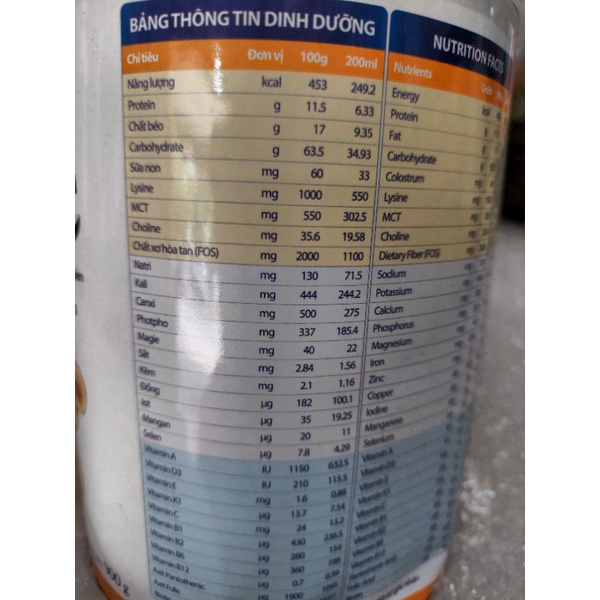 BẢNG THÔNG TIN DINH DƯỠNG
Chỉ tiêu Đơn vị 100g 200ml
Năng lượng kcal 453 249.2
Protein g 11.5 6.33
Chất béo g 17 9.35
Carbohydrate g 63.5 34.93
Sữa non mg 60 33
Lysine mg 1000 550
MCT mg 550 302.5
Choline mg 35.6 19.58
Chất xơ hòa tan (FOS) mg 2000 1100
Natri mg 130 71.5
Kali mg 444 244.2
Canxi mg 500 275
Photpho mg 337 185.4
Magie mg 40 22
Sắt mg 2.84 1.56
Kẽm mg 2.1 1.16
Đồng µg 182 100.1
Iot µg 35 19.25
Mangan µg 20 11
Selen µg 7.8 4.29
Vitamin A IU 1150 632.5
Vitamin D3 IU 210 115.5
Vitamin E mg 1.6 0.88
Vitamin K1 µg 13.7 7.54
Vitamin C mg 24 13.2
Vitamin B1 µg 430 236.5
Vitamin B2 µg 280 154
Vitamin B6 µg 360 198
Vitamin B12 µg 0.7 0.39
Axit Pantothenic µg 1900
Axit Folic
900 g
NUTRITION FACTS
Nutrients Unit
Energy kcal
Protein g
Fat g
Carbohydrate
Colostrum
Lysine
MCT
Choline
Dietary Fiber (FOS)
Sodium
Potassium
Calcium
Phosphorus
Magnesium
Iron
Zinc
Copper
Iodine
Manganese
Selenium
Vitamin A
Vitamin D3
Vitamin E
Vitamin K1
Vitamin C
Vitamin B1
Vitamin B2
Vitamin B6
Vitamin B12